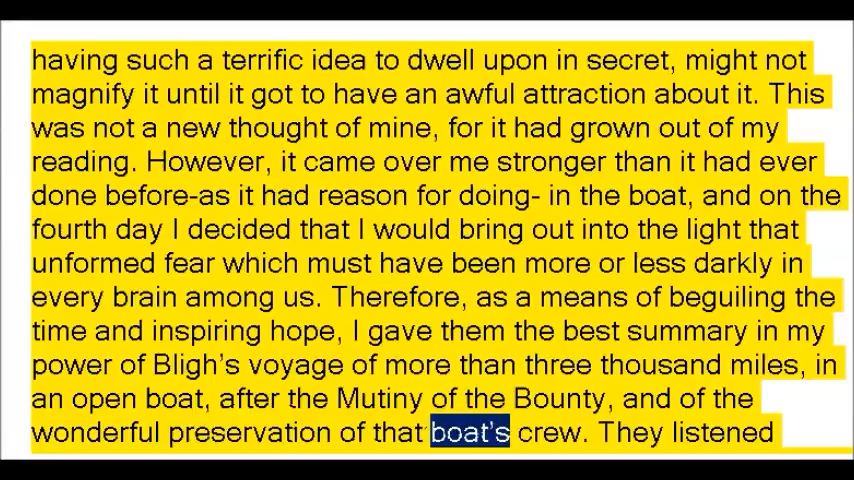 having such a terrific idea to dwell upon in secret, might not
magnify it until it got to have an awful attraction about it. This
was not a new thought of mine, for it had grown out of my
reading. However, it came over me stronger than it had ever
done before-as it had reason for doing- in the boat, and on the
fourth day I decided that I would bring out into the light that
unformed fear which must have been more or less darkly in
every brain among us. Therefore, as a means of beguiling the
time and inspiring hope, I gave them the best summary in my
power of Bligh’s voyage of more than three thousand miles, in
an open boat, after the Mutiny of the Bounty, and of the
wonderful preservation of that boat’s crew. They listened